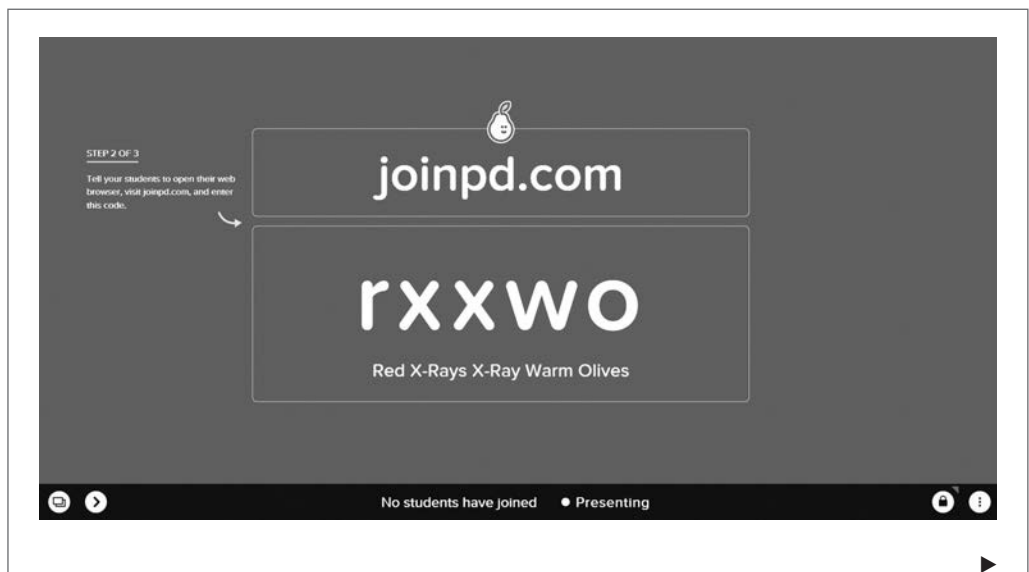 STEP 2 OF 3
Tell your students to open their web
browser, visit joinpd.com, and enter
this code.
joinpd.com
rxxwo
Red X-Rays X-Ray Warm Olives
No students have joined
Presenting